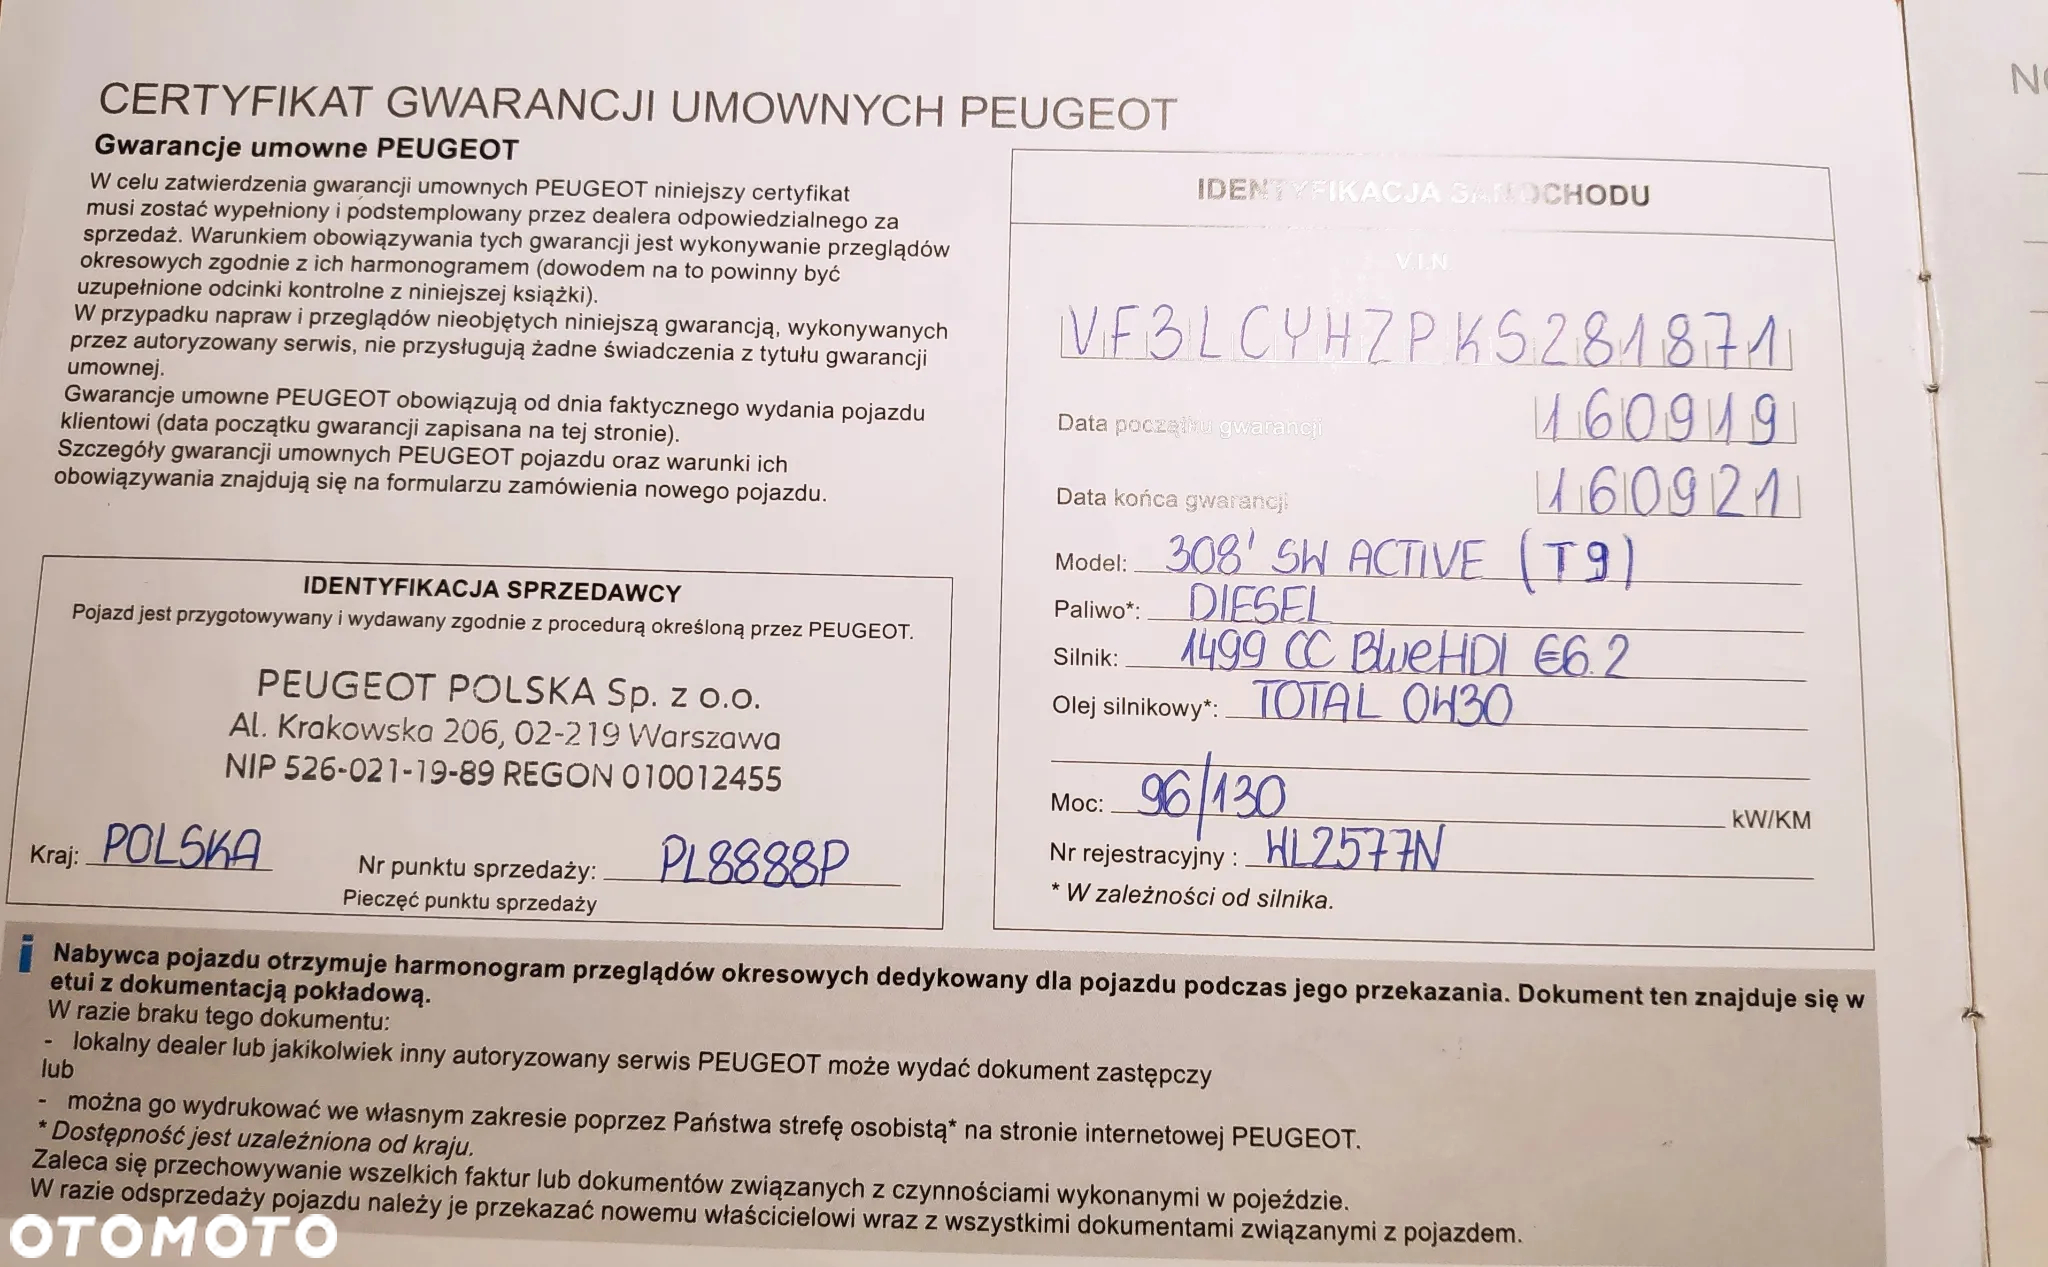 CERTYFIKAT GWARANCJI UMOWNYCH PEUGEOT
Gwarancje umowne PEUGEOT
W celu zatwierdzenia gwarancji umownych PEUGEOT niniejszy certyfikat
musi zostać wypełniony i podstemplowany przez dealera odpowiedzialnego za
sprzedaż. Warunkiem obowiązywania tych gwarancji jest wykonywanie przeglądów
okresowych zgodnie z ich harmonogramem (dowodem na to powinny być
uzupełnione odcinki kontrolne z niniejszej książki).
W przypadku napraw i przeglądów nieobjętych niniejszą gwarancją, wykonywanych
przez autoryzowany serwis, nie przysługują żadne świadczenia z tytułu gwarancji
umownej.
Gwarancje umowne PEUGEOT obowiązują od dnia faktycznego wydania pojazdu
klientowi (data początku gwarancji zapisana na tej stronie).
Szczegóły gwarancji umownych PEUGEOT pojazdu oraz warunki ich
obowiązywania znajdują się na formularzu zamówienia nowego pojazdu.
IDENTYFIKACJA SPRZEDAWCY
Pojazd jest przygotowywany i wydawany zgodnie z procedurą określoną przez PEUGEOT.
PEUGEOT POLSKA Sp. z o.o.
Al. Krakowska 206, 02-219 Warszawa
NIP 526-021-19-89 REGON 010012455
Kraj: POLSKA Nr punktu sprzedaży: PL8888P
Pieczęć punktu sprzedaży
IDENTYFIKACJA SAMOCHODU
V.I.N.
VF3LCYHZPKS281871
Data początku gwarancji 160919
Data końca gwarancji 160921
Model: 308' SW ACTIVE (T9)
Paliwo*: DIESEL
Silnik: 1499 CC BlueHDI €6.2
Olej silnikowy*: TOTAL 0W30
Moc: 96/130 kW/KM
Nr rejestracyjny : WL2577N
* W zależności od silnika.
i Nabywca pojazdu otrzymuje harmonogram przeglądów okresowych dedykowany dla pojazdu podczas jego przekazania. Dokument ten znajduje się w
etui z dokumentacją pokładową.
W razie braku tego dokumentu:
- lokalny dealer lub jakikolwiek inny autoryzowany serwis PEUGEOT może wydać dokument zastępczy
lub
- można go wydrukować we własnym zakresie poprzez Państwa strefę osobistą* na stronie internetowej PEUGEOT.
* Dostępność jest uzależniona od kraju.
Zaleca się przechowywanie wszelkich faktur lub dokumentów związanych z czynnościami wykonanymi w pojeździe.
W razie odsprzedaży pojazdu należy je przekazać nowemu właścicielowi wraz z wszystkimi dokumentami związanymi z pojazdem.
OTOMOTO